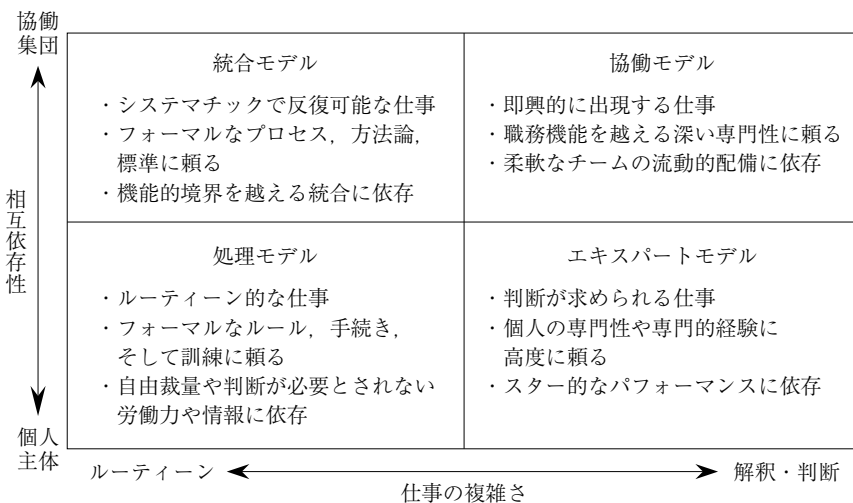 協働
集団
統合モデル
・システマチックで反復可能な仕事
・フォーマルなプロセス，方法論，
標準に頼る
・機能的境界を越える統合に依存
協働モデル
・即興的に出現する仕事
・職務機能を越える深い専門性に頼る
・柔軟なチームの流動的配備に依存
相互依存性
処理モデル
・ルーティーン的な仕事
・フォーマルなルール，手続き，
そして訓練に頼る
・自由裁量や判断が必要とされない
労働力や情報に依存
エキスパートモデル
・判断が求められる仕事
・個人の専門性や専門的経験に
高度に頼る
・スター的なパフォーマンスに依存
個人
主体
ルーティーン
解釈・判断
仕事の複雑さ